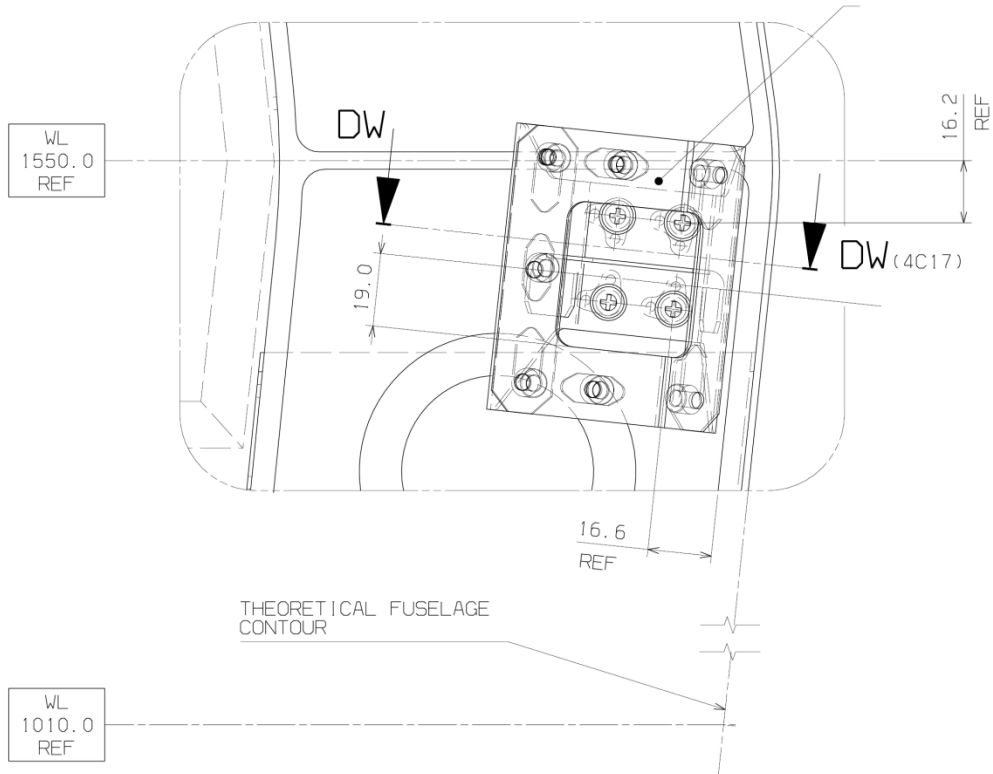 16.2
REF
DW
WL
1550.0
REF
DW (4C17)
19.0
16.6
REF
THEORETICAL FUSELAGE
CONTOUR
WL
1010.0
REF